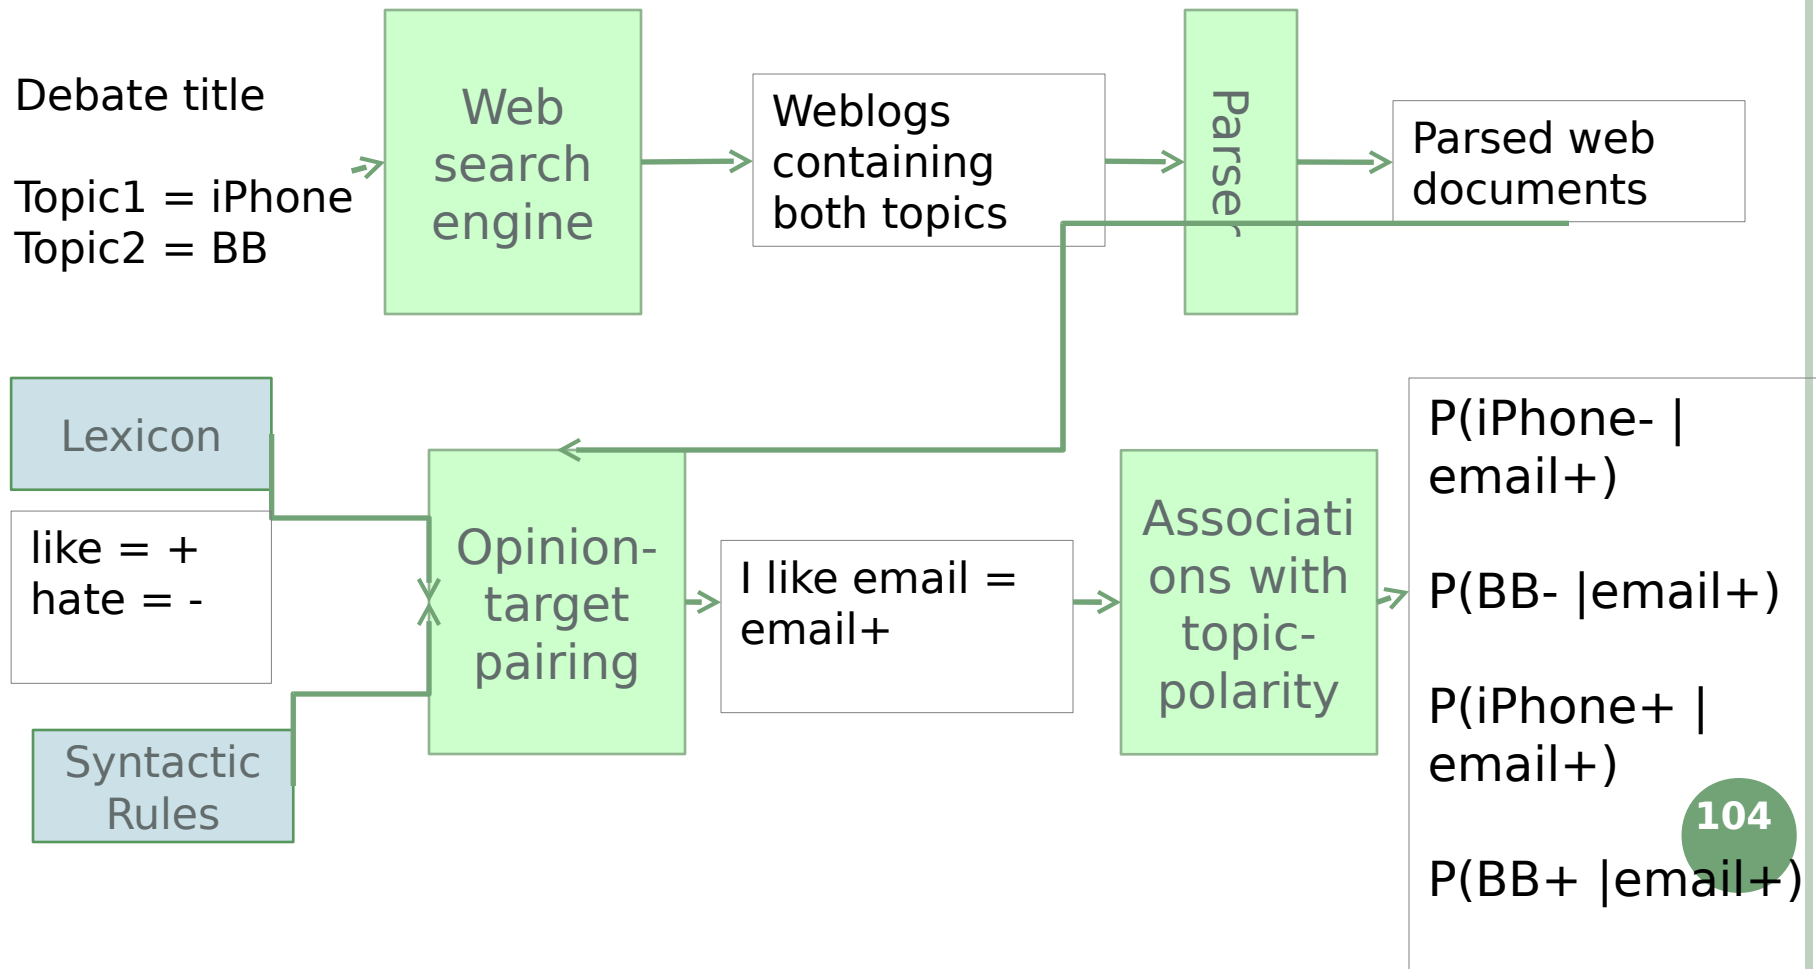 Debate title
Topic1 = iPhone
Topic2 = BB
Web
search
engine
Weblogs
containing
both topics
Parser
Parsed web
documents
Lexicon
like = +
hate = -
Syntactic
Rules
Opinion-
target
pairing
I like email =
email+
Associati
ons with
topic-
polarity
P(iPhone- |
email+)
P(BB- |email+)
P(iPhone+ |
email+)
P(BB+ |email+)
104